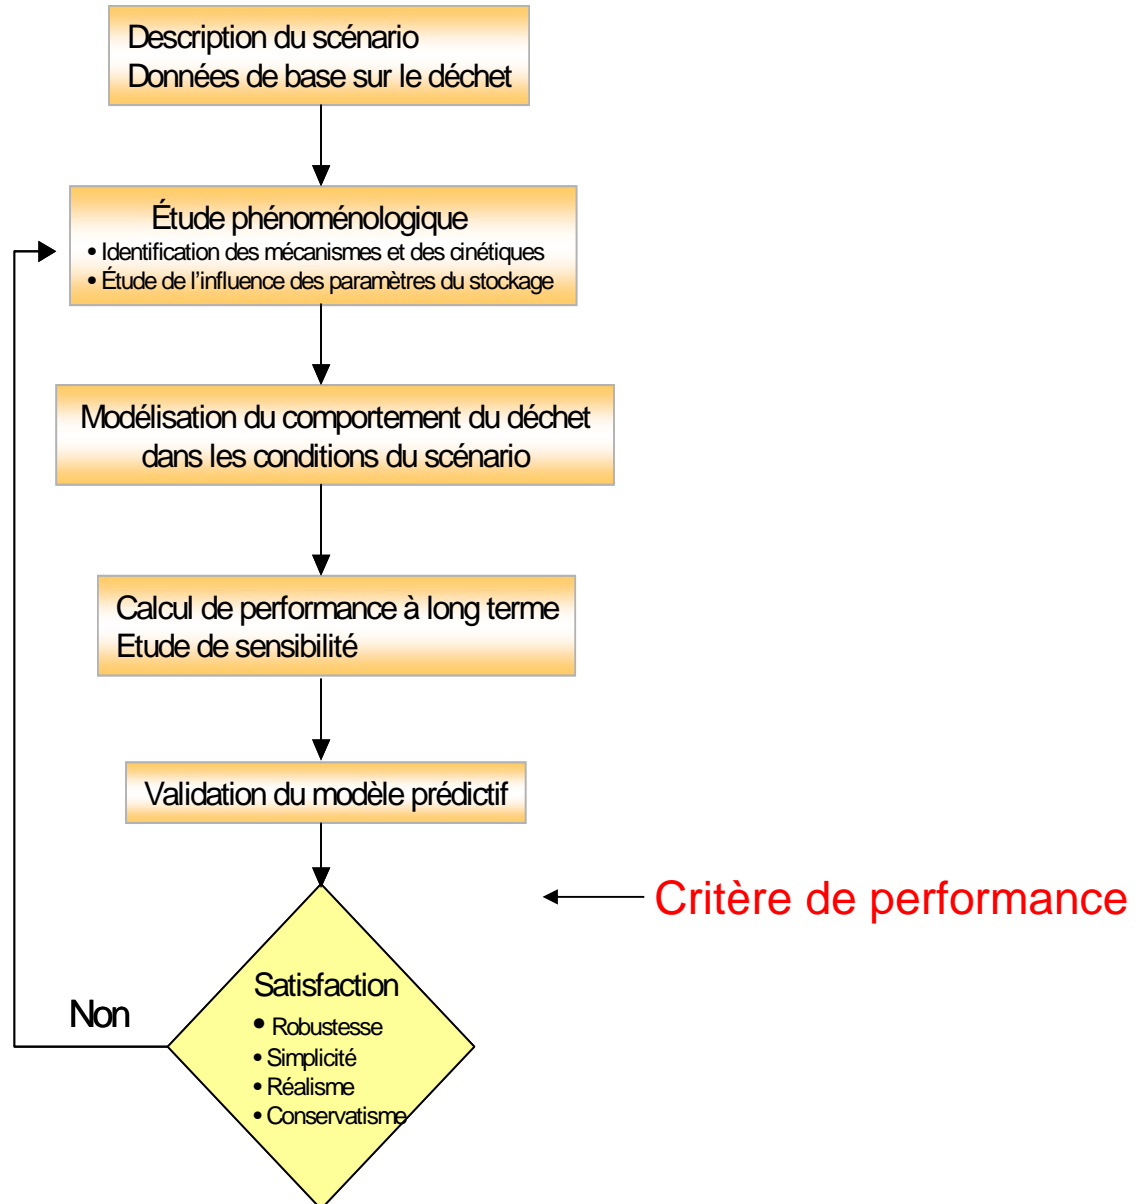 Description du scénario
Données de base sur le déchet
Étude phénoménologique
• Identification des mécanismes et des cinétiques
• Étude de l’influence des paramètres du stockage
Modélisation du comportement du déchet
dans les conditions du scénario
Calcul de performance à long terme
Etude de sensibilité
Validation du modèle prédictif
Critère de performance
Satisfaction
• Robustesse
• Simplicité
• Réalisme
• Conservatisme
Non